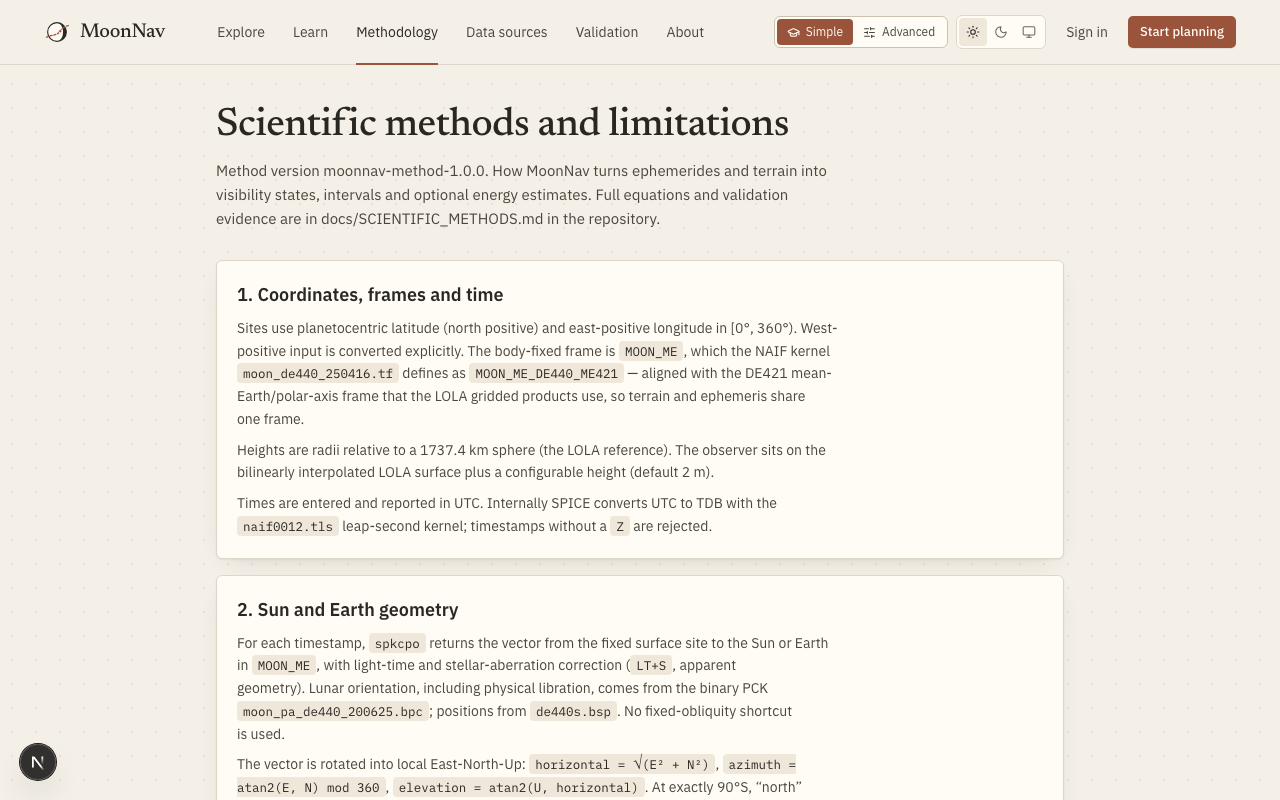 MoonNav Explore Learn Methodology Data sources Validation About Simple Advanced Sign in Start planning
Scientific methods and limitations
Method version moonnav-method-1.0.0. How MoonNav turns ephemerides and terrain into
visibility states, intervals and optional energy estimates. Full equations and validation
evidence are in docs/SCIENTIFIC_METHODS.md in the repository.
1. Coordinates, frames and time
Sites use planetocentric latitude (north positive) and east-positive longitude in [0°, 360°). West-
positive input is converted explicitly. The body-fixed frame is MOON_ME, which the NAIF kernel
moon_de440_250416.tf defines as MOON_ME_DE440_ME421 — aligned with the DE421 mean-
Earth/polar-axis frame that the LOLA gridded products use, so terrain and ephemeris share
one frame.
Heights are radii relative to a 1737.4 km sphere (the LOLA reference). The observer sits on the
bilinearly interpolated LOLA surface plus a configurable height (default 2 m).
Times are entered and reported in UTC. Internally SPICE converts UTC to TDB with the
naif0012.tls leap-second kernel; timestamps without a Z are rejected.
2. Sun and Earth geometry
For each timestamp, spkcpo returns the vector from the fixed surface site to the Sun or Earth
in MOON_ME, with light-time and stellar-aberration correction (LT+S, apparent
geometry). Lunar orientation, including physical libration, comes from the binary PCK
moon_pa_de440_200625.bpc; positions from de440s.bsp. No fixed-obliquity shortcut
is used.
The vector is rotated into local East-North-Up: horizontal = √(E² + N²), azimuth =
atan2(E, N) mod 360, elevation = atan2(U, horizontal). At exactly 90°S, “north”
N